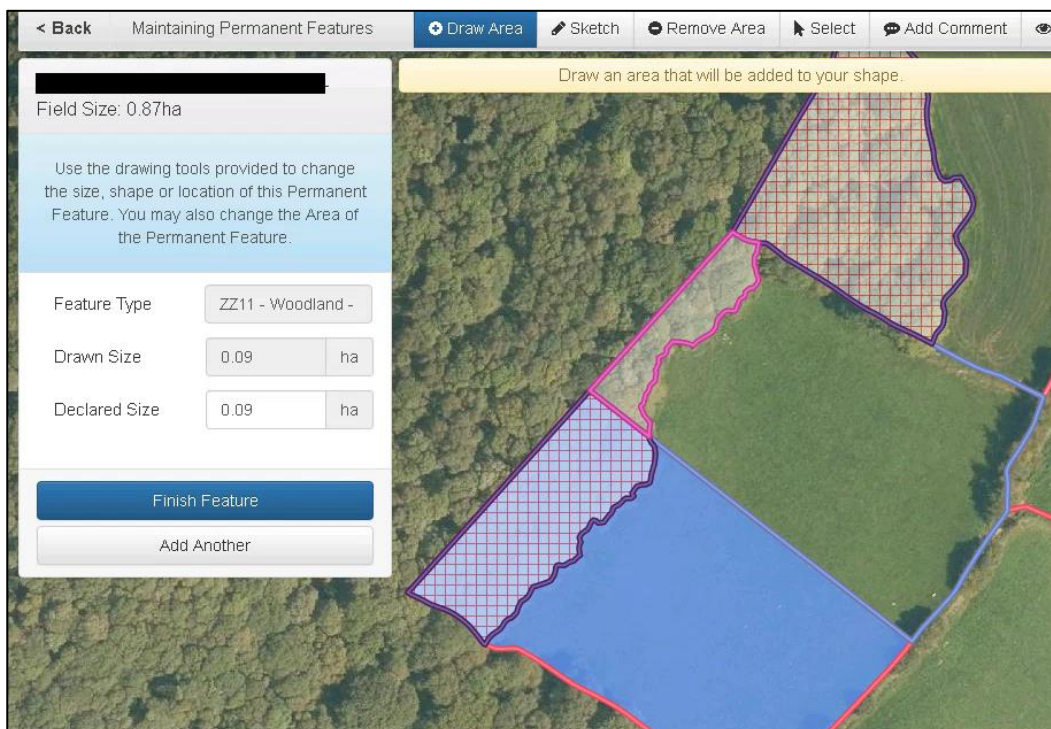 < Back Maintaining Permanent Features Draw Area Sketch Remove Area Select Add Comment
Draw an area that will be added to your shape.
Field Size: 0.87ha
Use the drawing tools provided to change
the size, shape or location of this Permanent
Feature. You may also change the Area of
the Permanent Feature.
Feature Type ZZ11 - Woodland -
Drawn Size 0.09 ha
Declared Size 0.09 ha
Finish Feature
Add Another